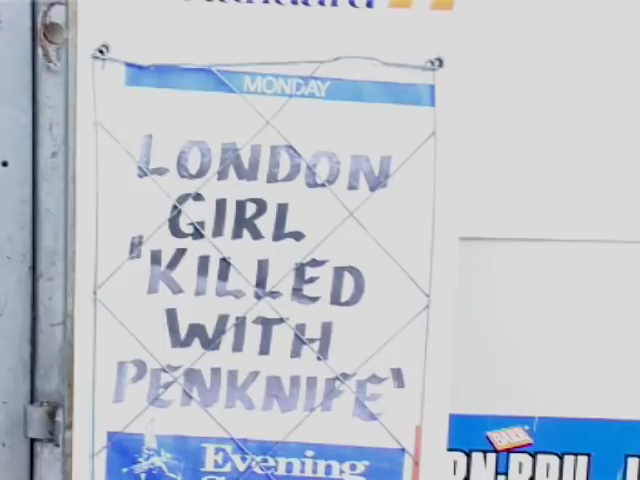 MONDAY
LONDON
GIRL
'KILLED
WITH
PENKNIFE'
Evening